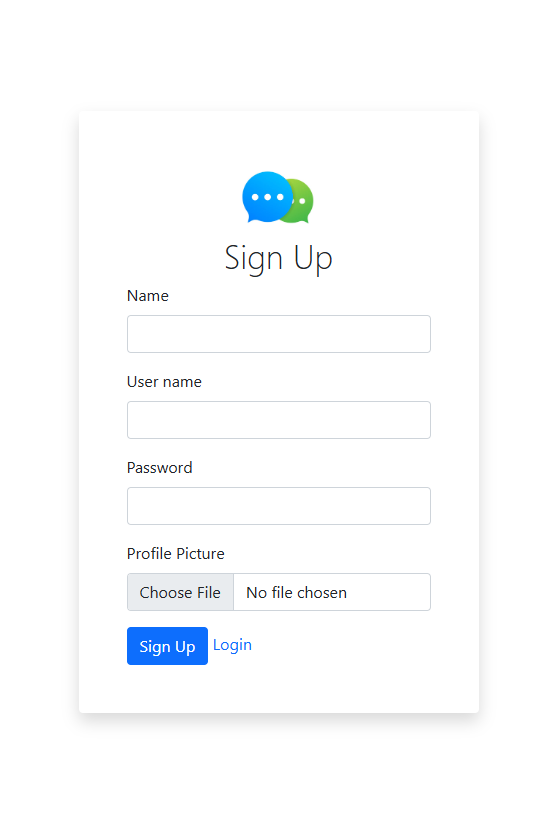 Sign Up
Name
User name
Password
Profile Picture
Choose File No file chosen
Sign Up Login